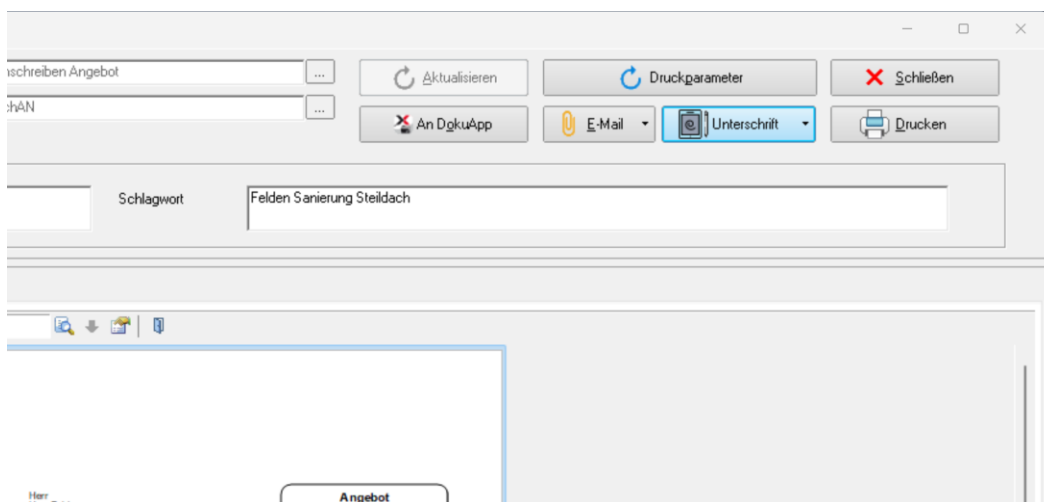 nschreiben Angebot ... Aktualisieren Druckparameter Schließen
chAN ... An DokuApp E-Mail Unterschrift Drucken
Schlagwort Felden Sanierung Steildach
Herr
Angebot